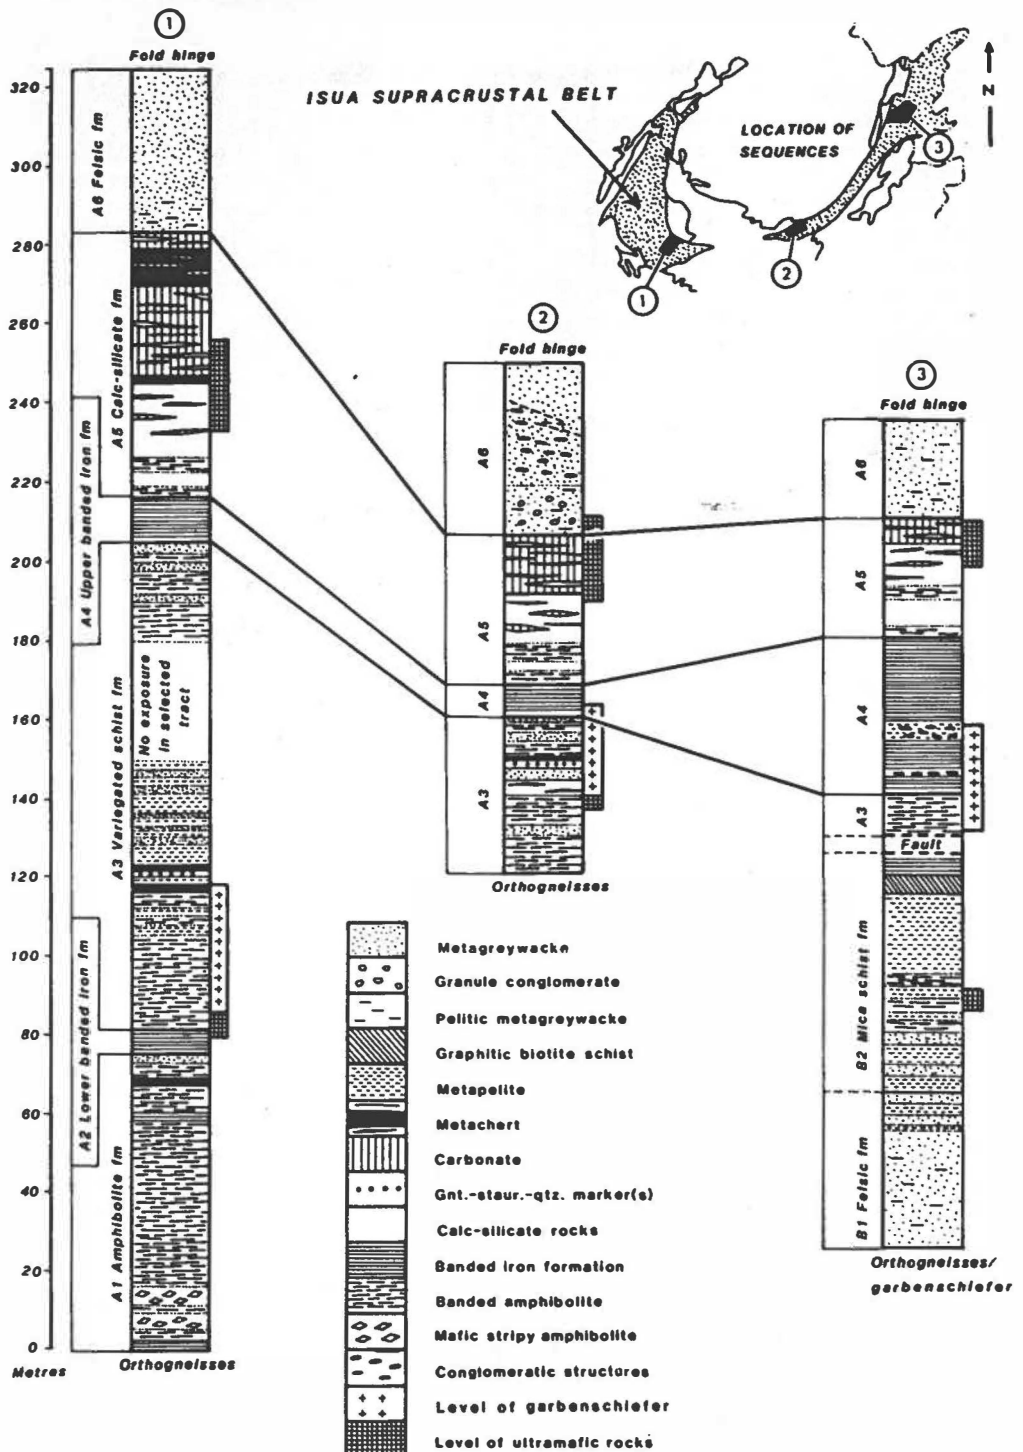 1
Fold hinge
320
300
280
260
240
220
200
180
160
140
120
100
80
60
40
20
0
Metres
A6 Felsic fm
A5 Calc-silicate fm
A4 Upper banded iron fm
A3 Variegated schist fm
A2 Lower banded iron fm
A1 Amphibolite fm
No exposure
in selected
tract
Orthogneisses
ISUA SUPRACRUSTAL BELT
LOCATION OF
SEQUENCES
N
1
2
3
2
Fold hinge
A6
A5
A4
A3
Orthogneisses
3
Fold hinge
A6
A5
A4
A3
Fault
B2 Mica schist fm
B1 Felsic fm
Orthogneisses/
garbenschiefer
Metagreywacke
Granule conglomerate
Pelitic metagreywacke
Graphitic biotite schist
Metapelite
Metachert
Carbonate
Gnt.-staur.-qtz. marker(s)
Calc-silicate rocks
Banded iron formation
Banded amphibolite
Mafic stripy amphibolite
Conglomeratic structures
Level of garbenschiefer
Level of ultramafic rocks